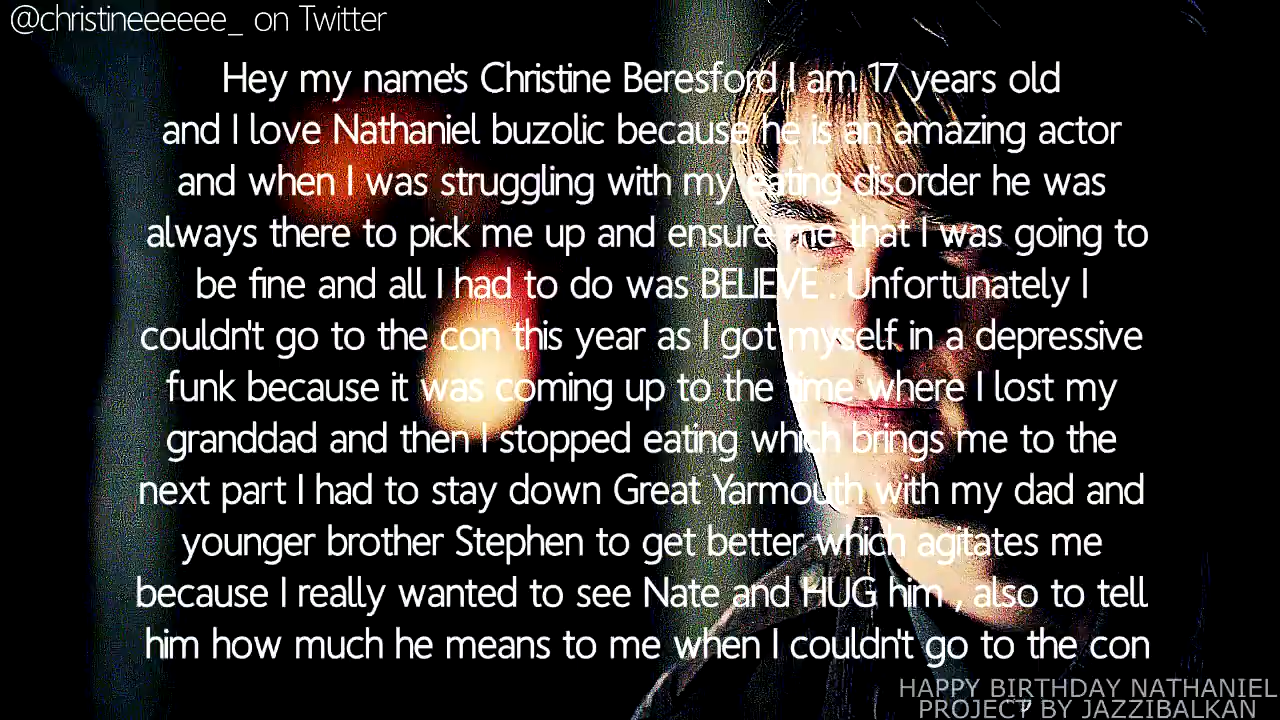 @christineeeeee_ on Twitter
Hey my name's Christine Beresford I am 17 years old
and I love Nathaniel buzolic because he is an amazing actor
and when I was struggling with my eating disorder he was
always there to pick me up and ensure me that I was going to
be fine and all I had to do was BELIEVE . Unfortunately I
couldn't go to the con this year as I got myself in a depressive
funk because it was coming up to the time where I lost my
granddad and then I stopped eating which brings me to the
next part I had to stay down Great Yarmouth with my dad and
younger brother Stephen to get better which agitates me
because I really wanted to see Nate and HUG him , also to tell
him how much he means to me when I couldn't go to the con
HAPPY BIRTHDAY NATHANIEL
PROJECT BY JAZZIBALKAN